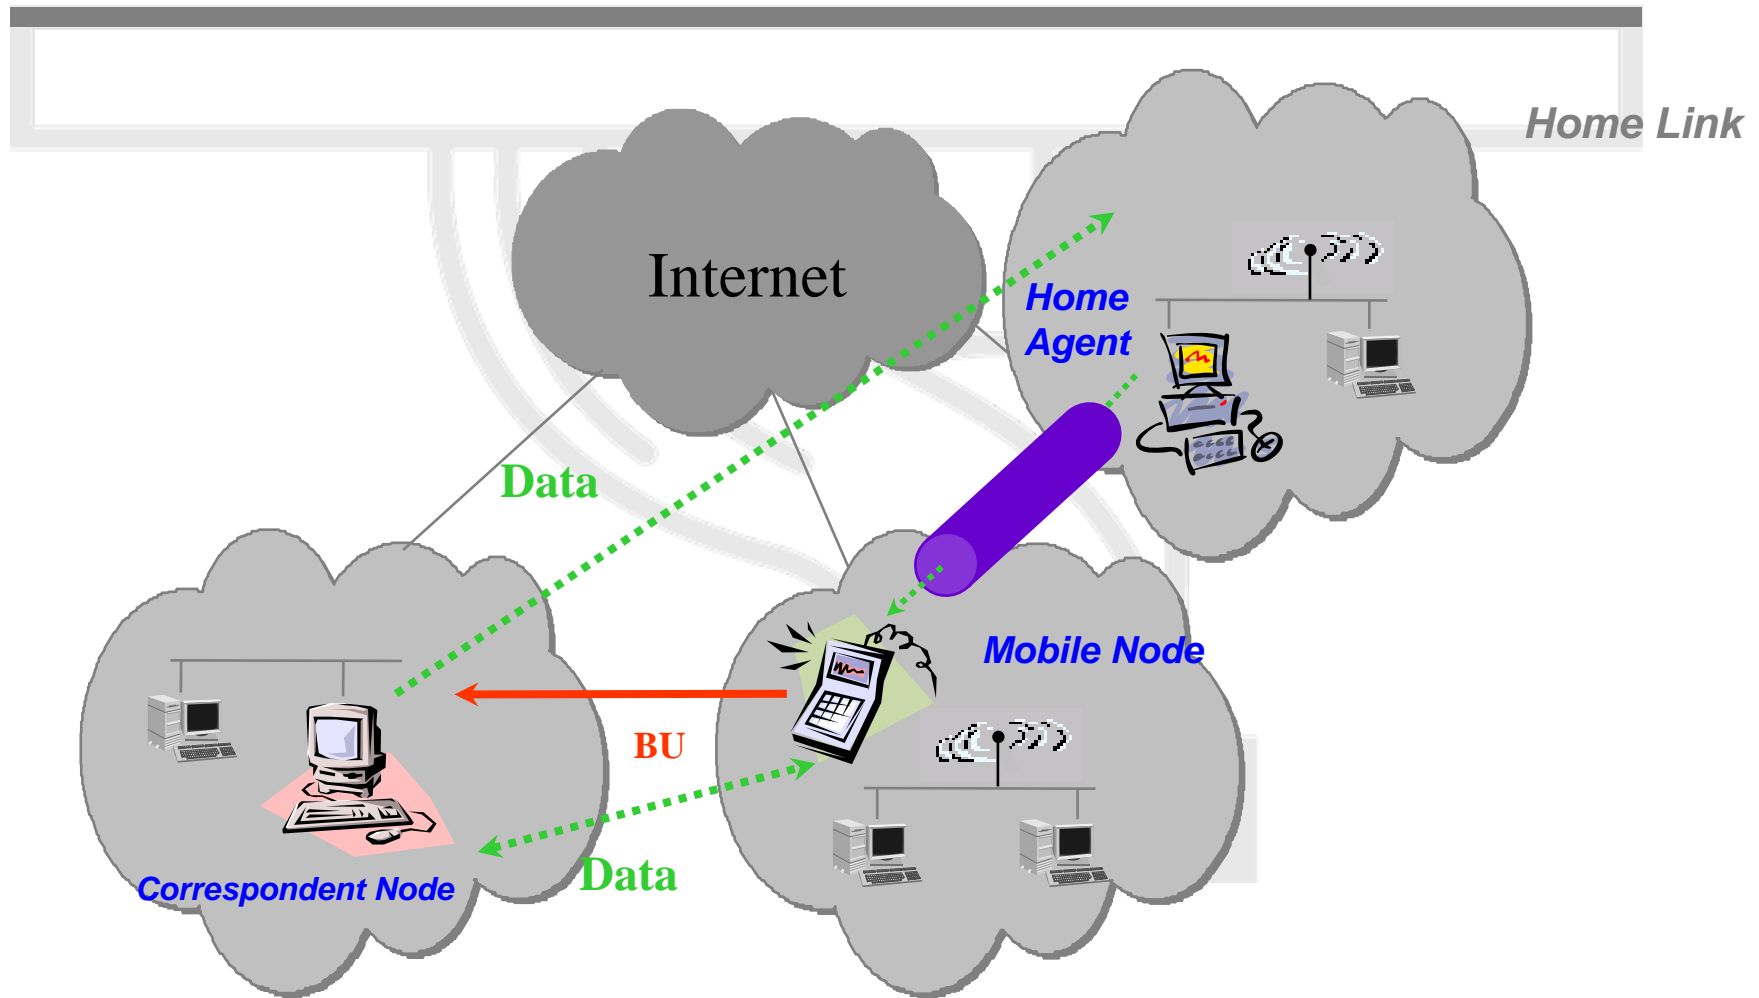 Home Link
Internet
Home
Agent
Data
Mobile Node
BU
Data
Correspondent Node